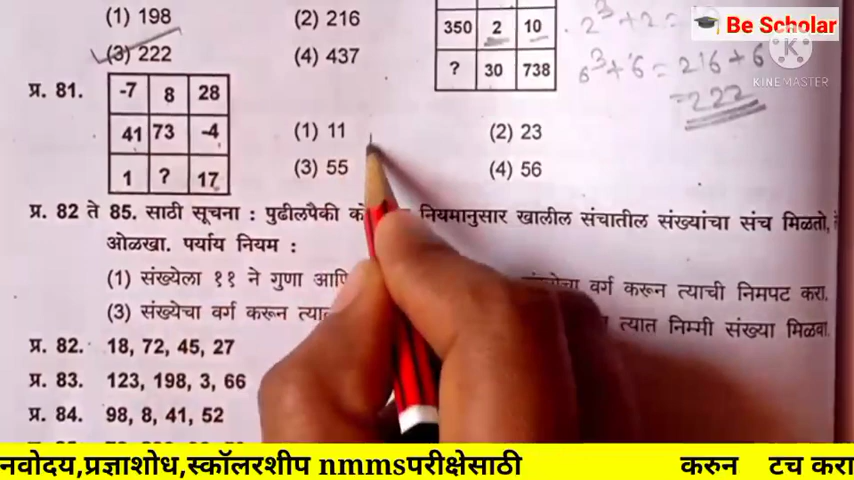 (1) 198 (2) 216
(3) 222 (4) 437
350 2 10
? 30 738
2³+2=
6³+6=216+6
=222
Be Scholar
K
KINEMASTER
प्र. 81.
-7 8 28
41 73 -4
1 ? 17
(1) 11 (2) 23
(3) 55 (4) 56
प्र. 82 ते 85. साठी सूचना : पुढीलपैकी नियमानुसार खालील संचातील संख्यांचा संच मिळतो,
ओळखा. पर्याय नियम :
(1) संख्येला ११ ने गुणा वर्ग करून त्याची निमपट करा.
(3) संख्येचा वर्ग करून त्यात निम्मी संख्या मिळवा.
प्र. 82. 18, 72, 45, 27
प्र. 83. 123, 198, 3, 66
प्र. 84. 98, 8, 41, 52
नवोदय,प्रज्ञाशोध,स्कॉलरशीप nmmsपरीक्षेसाठी करुन टच करा